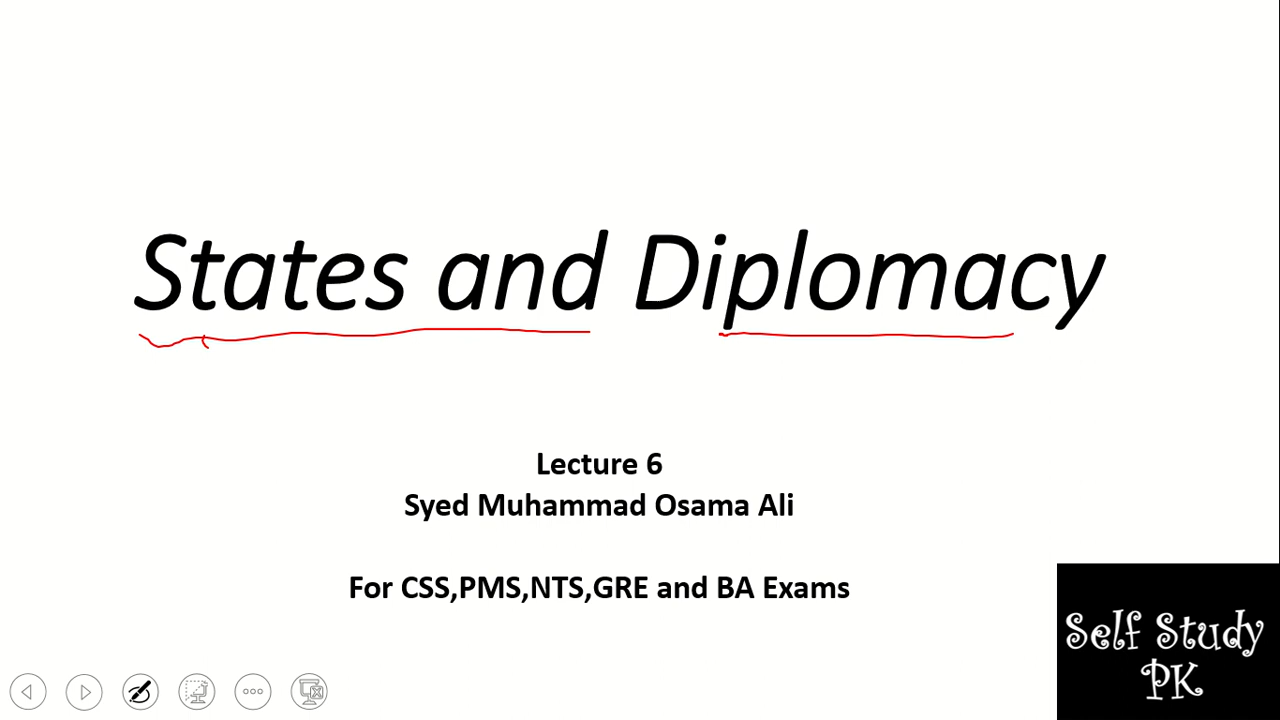 States and Diplomacy
Lecture 6
Syed Muhammad Osama Ali
For CSS,PMS,NTS,GRE and BA Exams
Self Study
PK